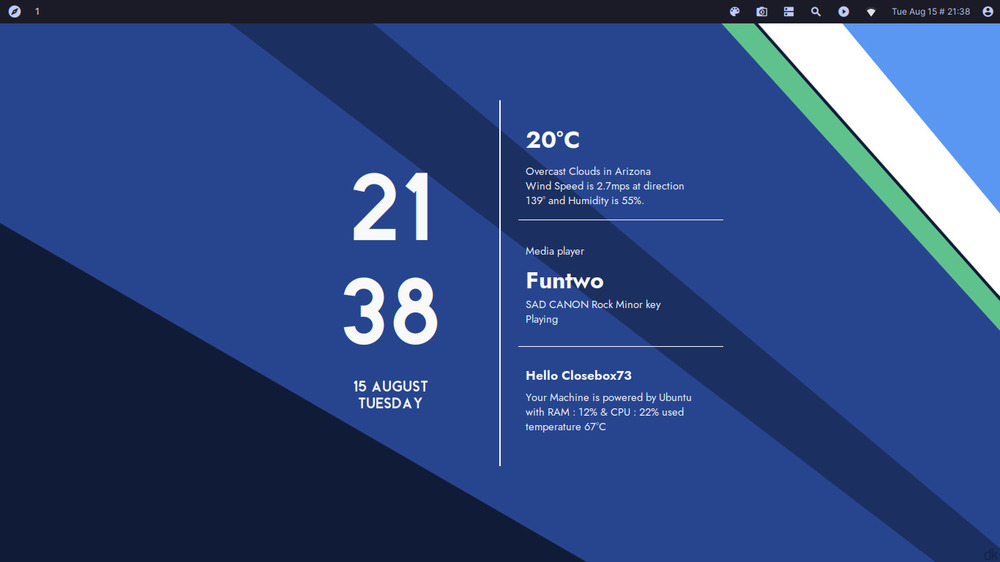 1
Tue Aug 15 # 21:38
21
38
15 AUGUST
TUESDAY
20°C
Overcast Clouds in Arizona
Wind Speed is 2.7mps at direction
139° and Humidity is 55%.
Media player
Funtwo
SAD CANON Rock Minor key
Playing
Hello Closebox73
Your Machine is powered by Ubuntu
with RAM : 12% & CPU : 22% used
temperature 67°C